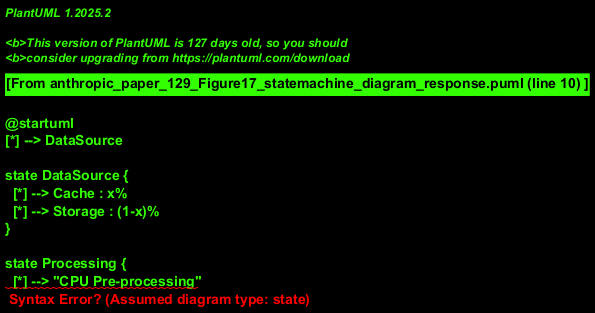 PlantUML 1.2025.2
<b>This version of PlantUML is 127 days old, so you should
<b>consider upgrading from https://plantuml.com/download
[From anthropic_paper_129_Figure17_statemachine_diagram_response.puml (line 10) ]
@startuml
[*] --> DataSource
state DataSource {
[*] --> Cache : x%
[*] --> Storage : (1-x)%
}
state Processing {
[*] --> "CPU Pre-processing"
Syntax Error? (Assumed diagram type: state)